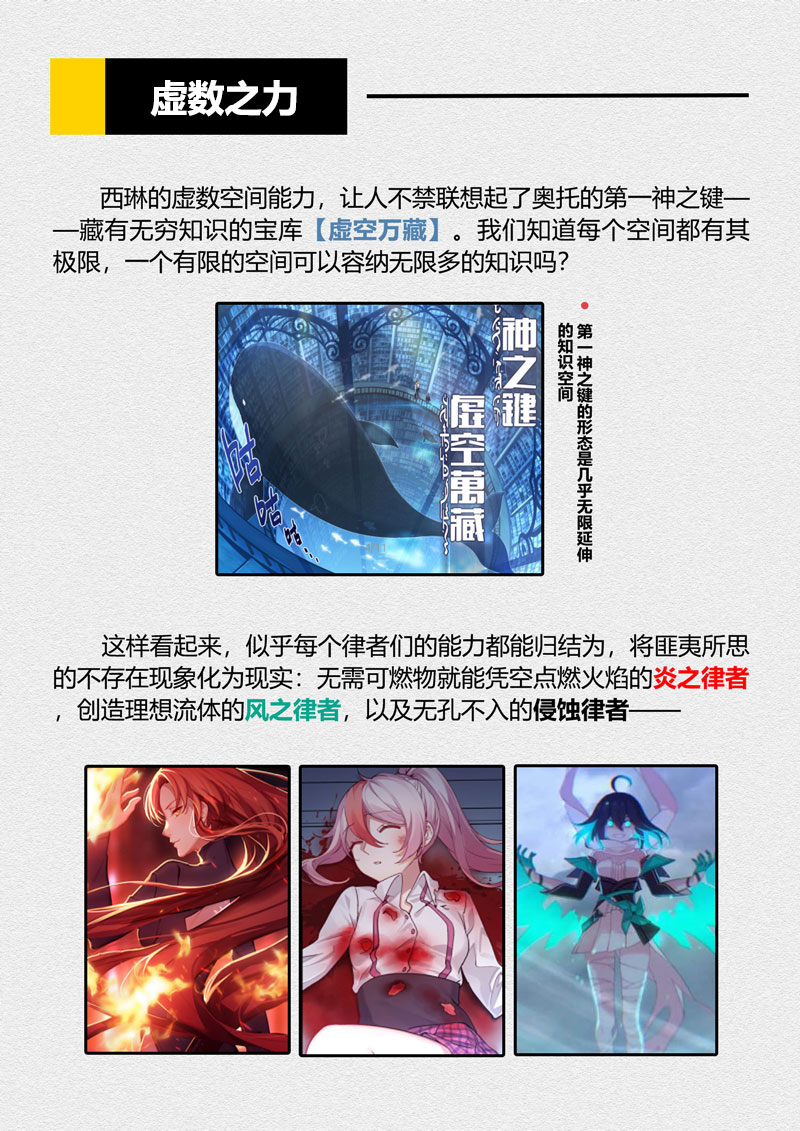 虚数之力
西琳的虚数空间能力，让人不禁联想起了奥托的第一神之键—
—藏有无穷知识的宝库【虚空万藏】。我们知道每个空间都有其
极限，一个有限的空间可以容纳无限多的知识吗？
神之键
虚空萬藏
咕咕咕…
第一神之键的形态是几乎无限延伸
的知识空间
这样看起来，似乎每个律者们的能力都能归结为，将匪夷所思
的不存在现象化为现实：无需可燃物就能凭空点燃火焰的炎之律者
，创造理想流体的风之律者，以及无孔不入的侵蚀律者——